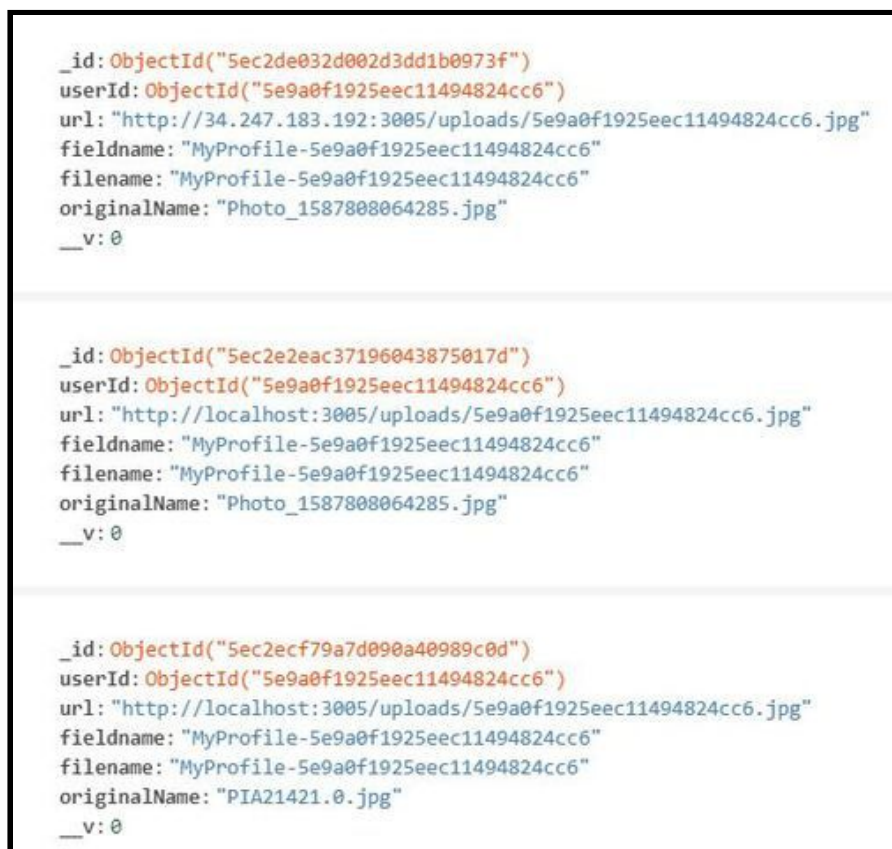 _id: ObjectId("5ec2de032d002d3dd1b0973f")
userId: ObjectId("5e9a0f1925eec11494824cc6")
url: "http://34.247.183.192:3005/uploads/5e9a0f1925eec11494824cc6.jpg"
fieldname: "MyProfile-5e9a0f1925eec11494824cc6"
filename: "MyProfile-5e9a0f1925eec11494824cc6"
originalName: "Photo_1587808064285.jpg"
__v: 0
_id: ObjectId("5ec2e2eac37196043875017d")
userId: ObjectId("5e9a0f1925eec11494824cc6")
url: "http://localhost:3005/uploads/5e9a0f1925eec11494824cc6.jpg"
fieldname: "MyProfile-5e9a0f1925eec11494824cc6"
filename: "MyProfile-5e9a0f1925eec11494824cc6"
originalName: "Photo_1587808064285.jpg"
__v: 0
_id: ObjectId("5ec2ecf79a7d090a40989c0d")
userId: ObjectId("5e9a0f1925eec11494824cc6")
url: "http://localhost:3005/uploads/5e9a0f1925eec11494824cc6.jpg"
fieldname: "MyProfile-5e9a0f1925eec11494824cc6"
filename: "MyProfile-5e9a0f1925eec11494824cc6"
originalName: "PIA21421.0.jpg"
__v: 0